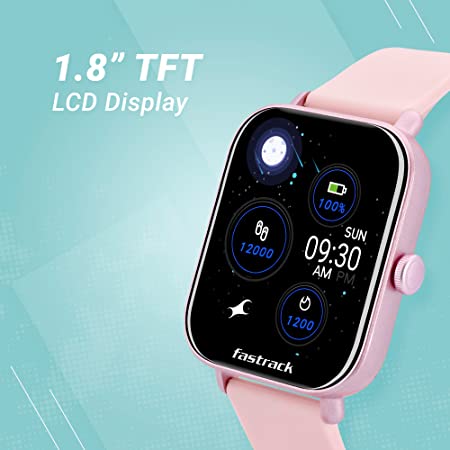 1.8” TFT
LCD Display
100%
12000
SUN
09:30
AM PM
1200
fastrack